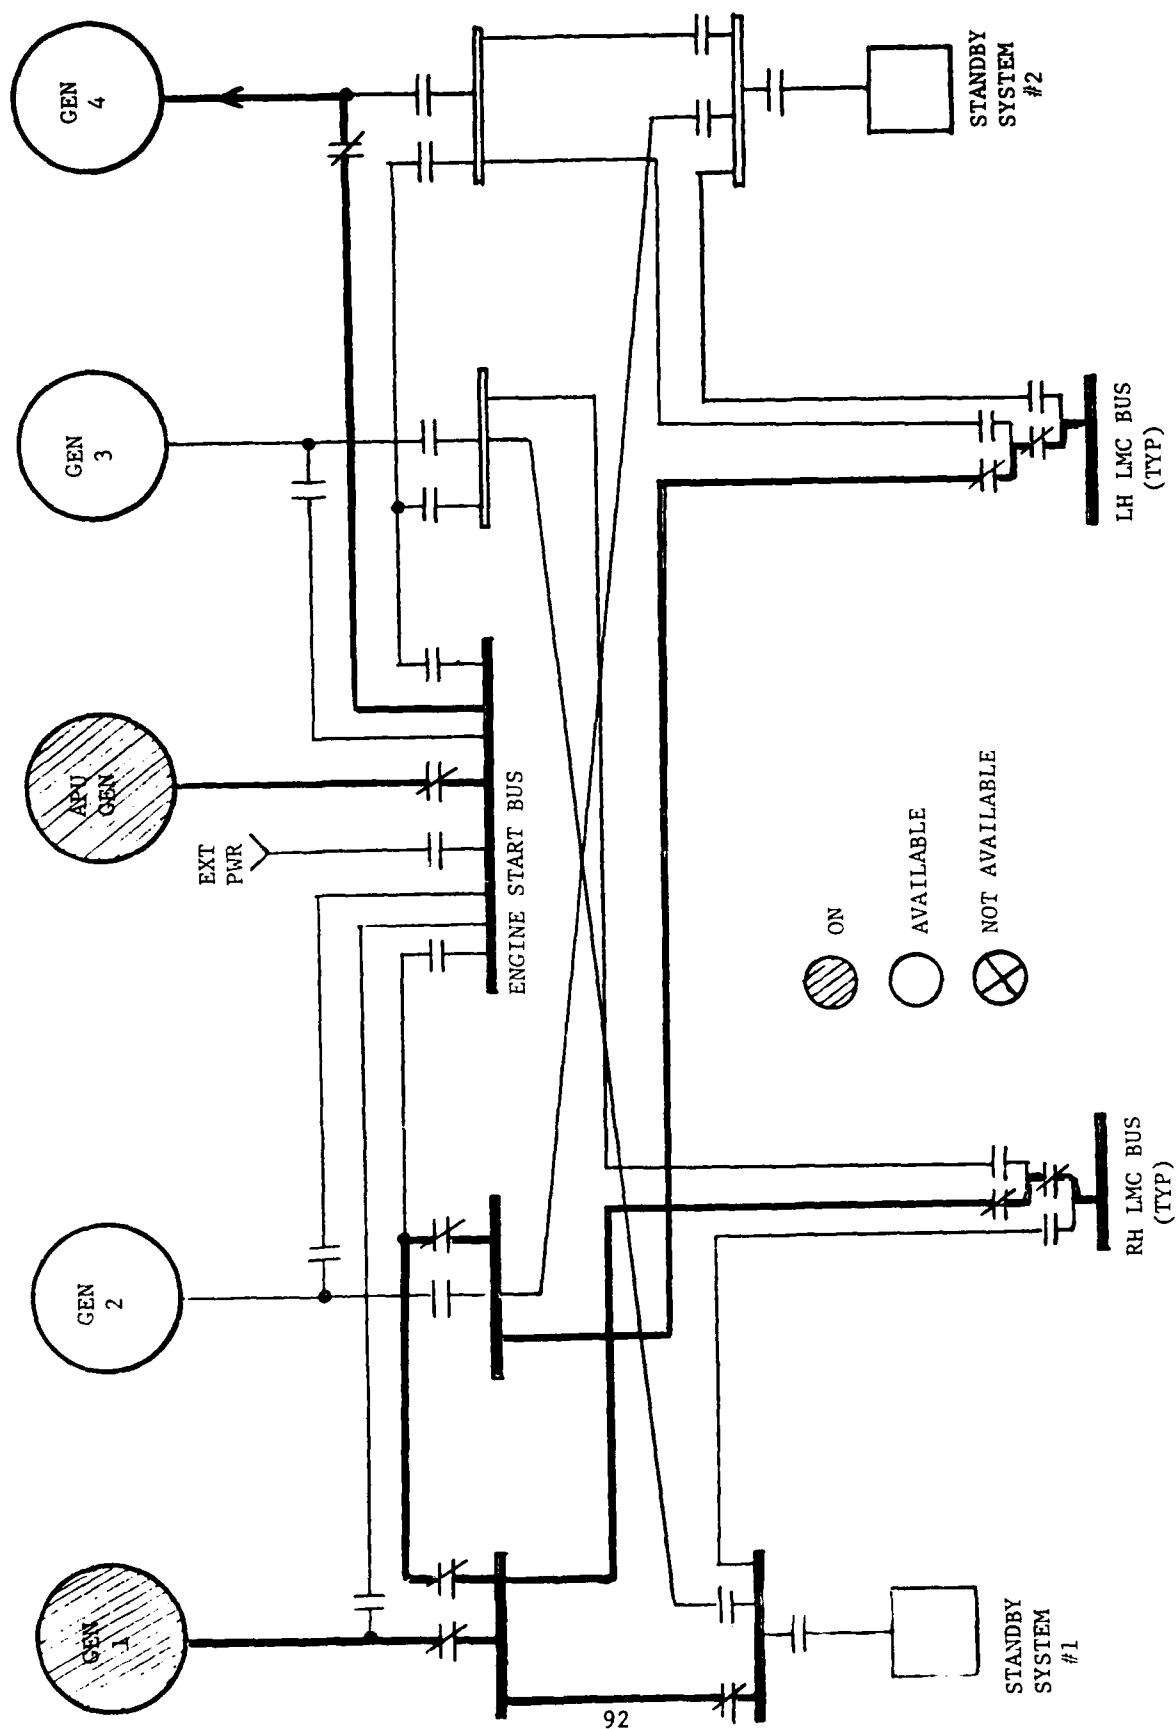 GEN
1
GEN
2
APU
GEN
GEN
3
GEN
4
EXT
PWR
ENGINE START BUS
ON
AVAILABLE
NOT AVAILABLE
STANDBY
SYSTEM
#1
RH LMC BUS
(TYP)
LH LMC BUS
(TYP)
STANDBY
SYSTEM
#2
92